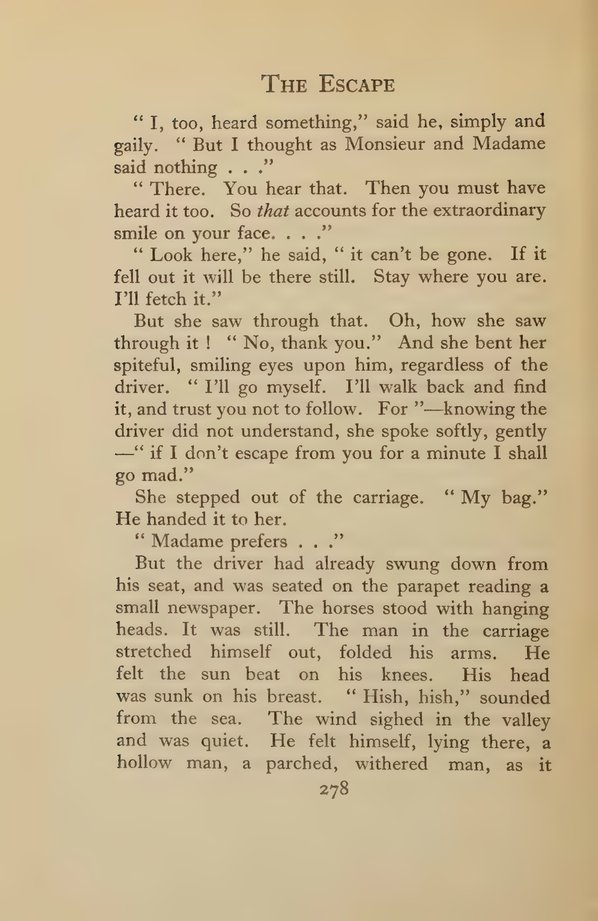 The Escape
“ I, too, heard something,” said he, simply and
gaily. “ But I thought as Monsieur and Madame
said nothing . . .”
“ There. You hear that. Then you must have
heard it too. So that accounts for the extraordinary
smile on your face. . . .”
“ Look here,” he said, “ it can’t be gone. If it
fell out it will be there still. Stay where you are.
I’ll fetch it.”
But she saw through that. Oh, how she saw
through it ! “ No, thank you.” And she bent her
spiteful, smiling eyes upon him, regardless of the
driver. “ I’ll go myself. I’ll walk back and find
it, and trust you not to follow. For ”—knowing the
driver did not understand, she spoke softly, gently
—“ if I don’t escape from you for a minute I shall
go mad.”
She stepped out of the carriage. “ My bag.”
He handed it to her.
“ Madame prefers . . .”
But the driver had already swung down from
his seat, and was seated on the parapet reading a
small newspaper. The horses stood with hanging
heads. It was still. The man in the carriage
stretched himself out, folded his arms. He
felt the sun beat on his knees. His head
was sunk on his breast. “ Hish, hish,” sounded
from the sea. The wind sighed in the valley
and was quiet. He felt himself, lying there, a
hollow man, a parched, withered man, as it
278